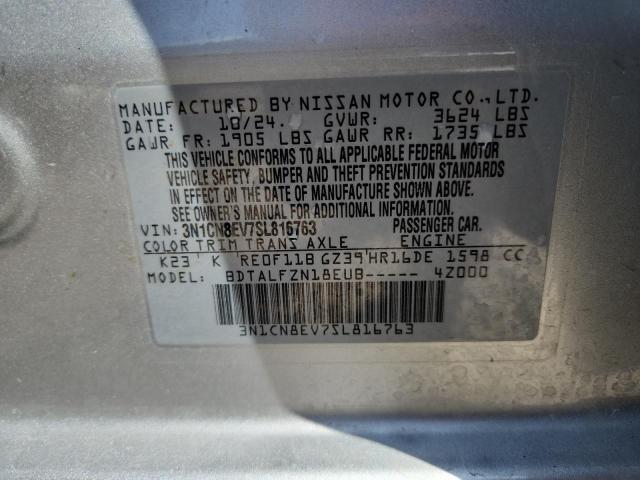 MANUFACTURED BY NISSAN MOTOR CO., LTD.
DATE: 10/24. GVWR: 3624 LBS
GAWR FR: 1905 LBS GAWR RR: 1735 LBS
THIS VEHICLE CONFORMS TO ALL APPLICABLE FEDERAL MOTOR
VEHICLE SAFETY, BUMPER AND THEFT PREVENTION STANDARDS
IN EFFECT ON THE DATE OF MANUFACTURE SHOWN ABOVE.
SEE OWNER'S MANUAL FOR ADDITIONAL INFORMATION.
VIN: 3N1CN8EV7SL816763 PASSENGER CAR.
COLOR TRIM TRANS AXLE ENGINE
K23 K RE0F11B GZ39 HR16DE 1598 CC
MODEL: BDTALFZN18EUB----- 4Z000
3N1CN8EV7SL816763